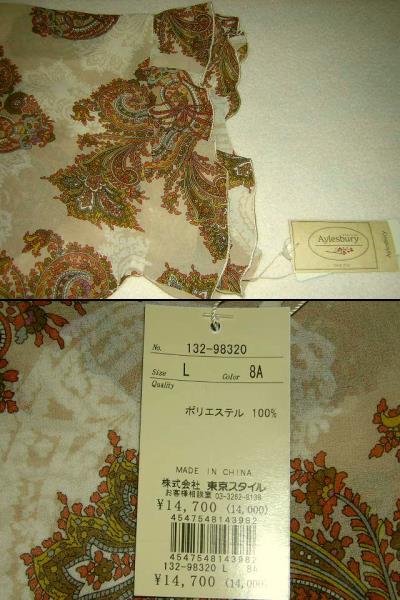 Aylesbury
No. 132-98320
Size L Color 8A
Quality
ポリエステル 100%
MADE IN CHINA
株式会社 東京スタイル
お客様相談室 03-3262-8138
¥14,700 (14,000)
4547548143982
4547548143982
132-98320 L 8A
¥14,700 (14,000)